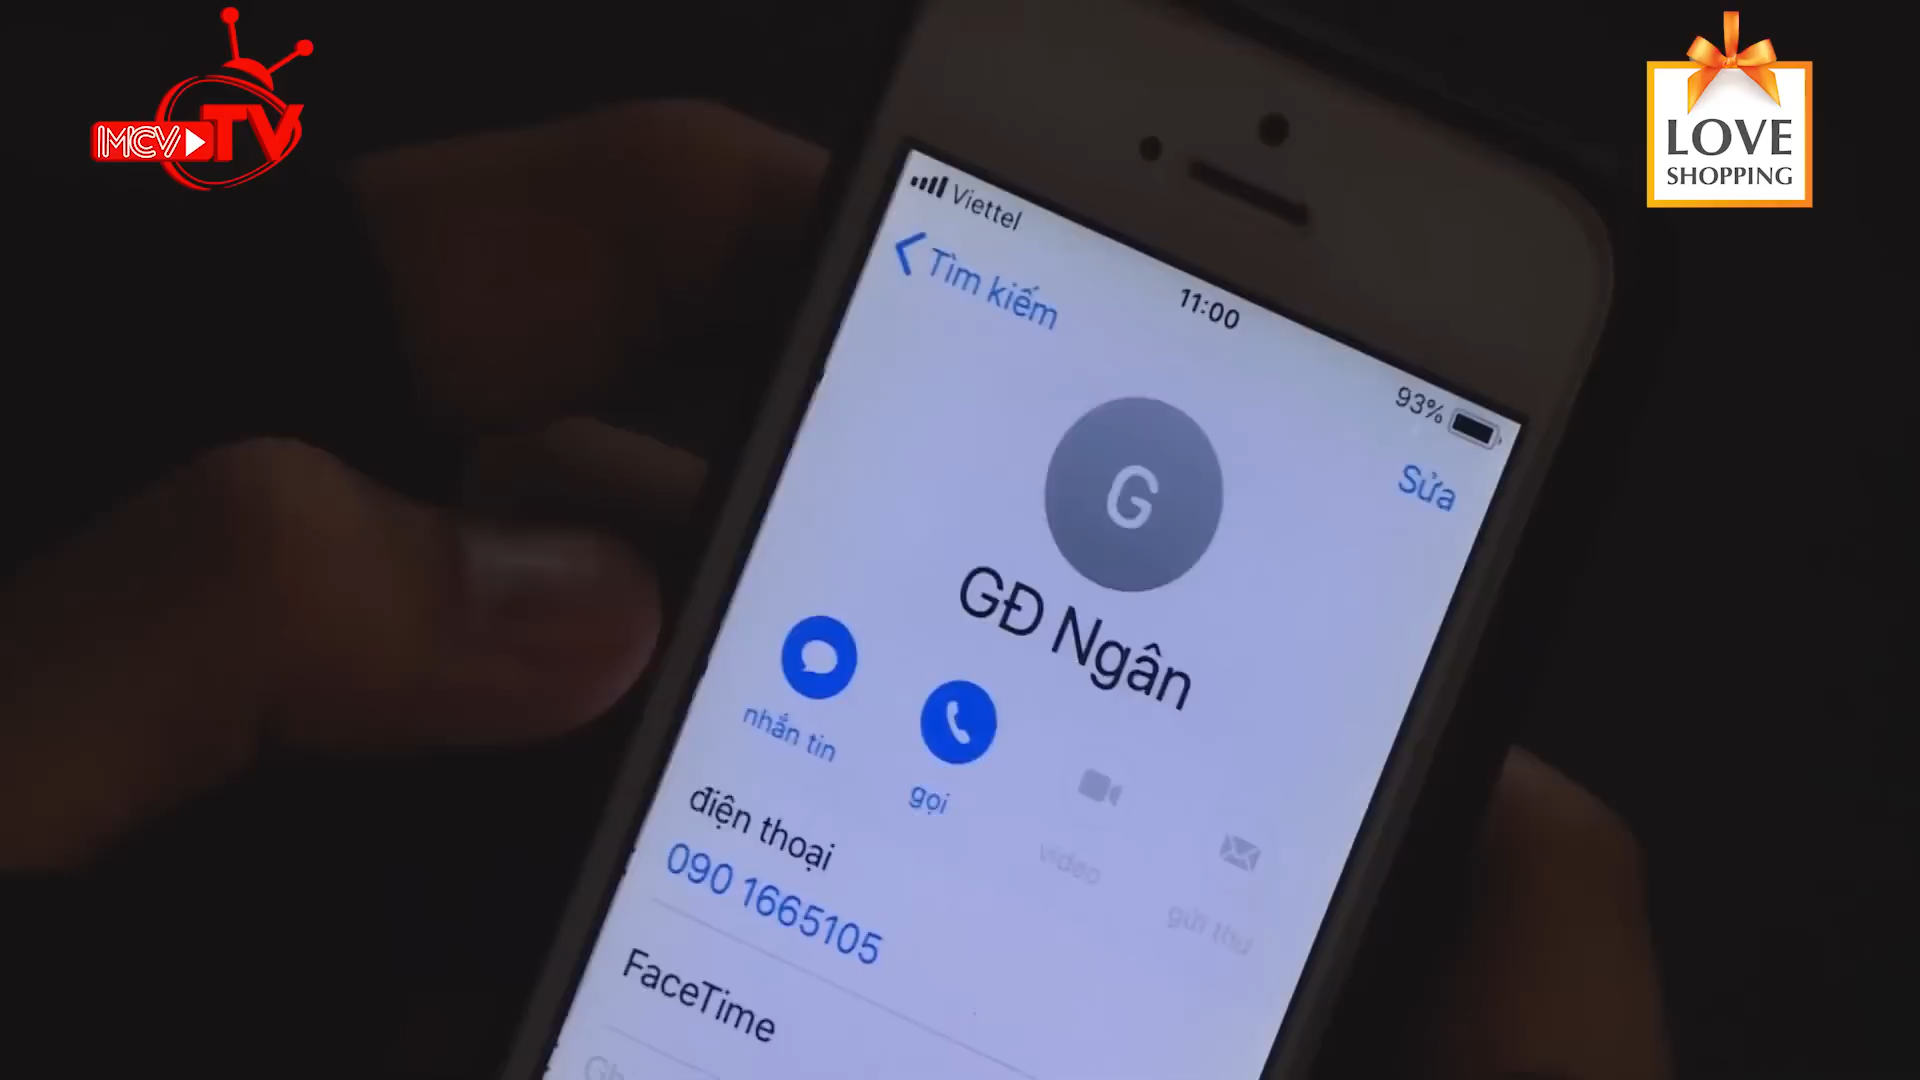 MCV TV
LOVE
SHOPPING
Viettel
11:00
93%
Tìm kiếm
Sửa
G
GĐ Ngân
nhắn tin
gọi
video
gửi thư
điện thoại
090 1665105
FaceTime